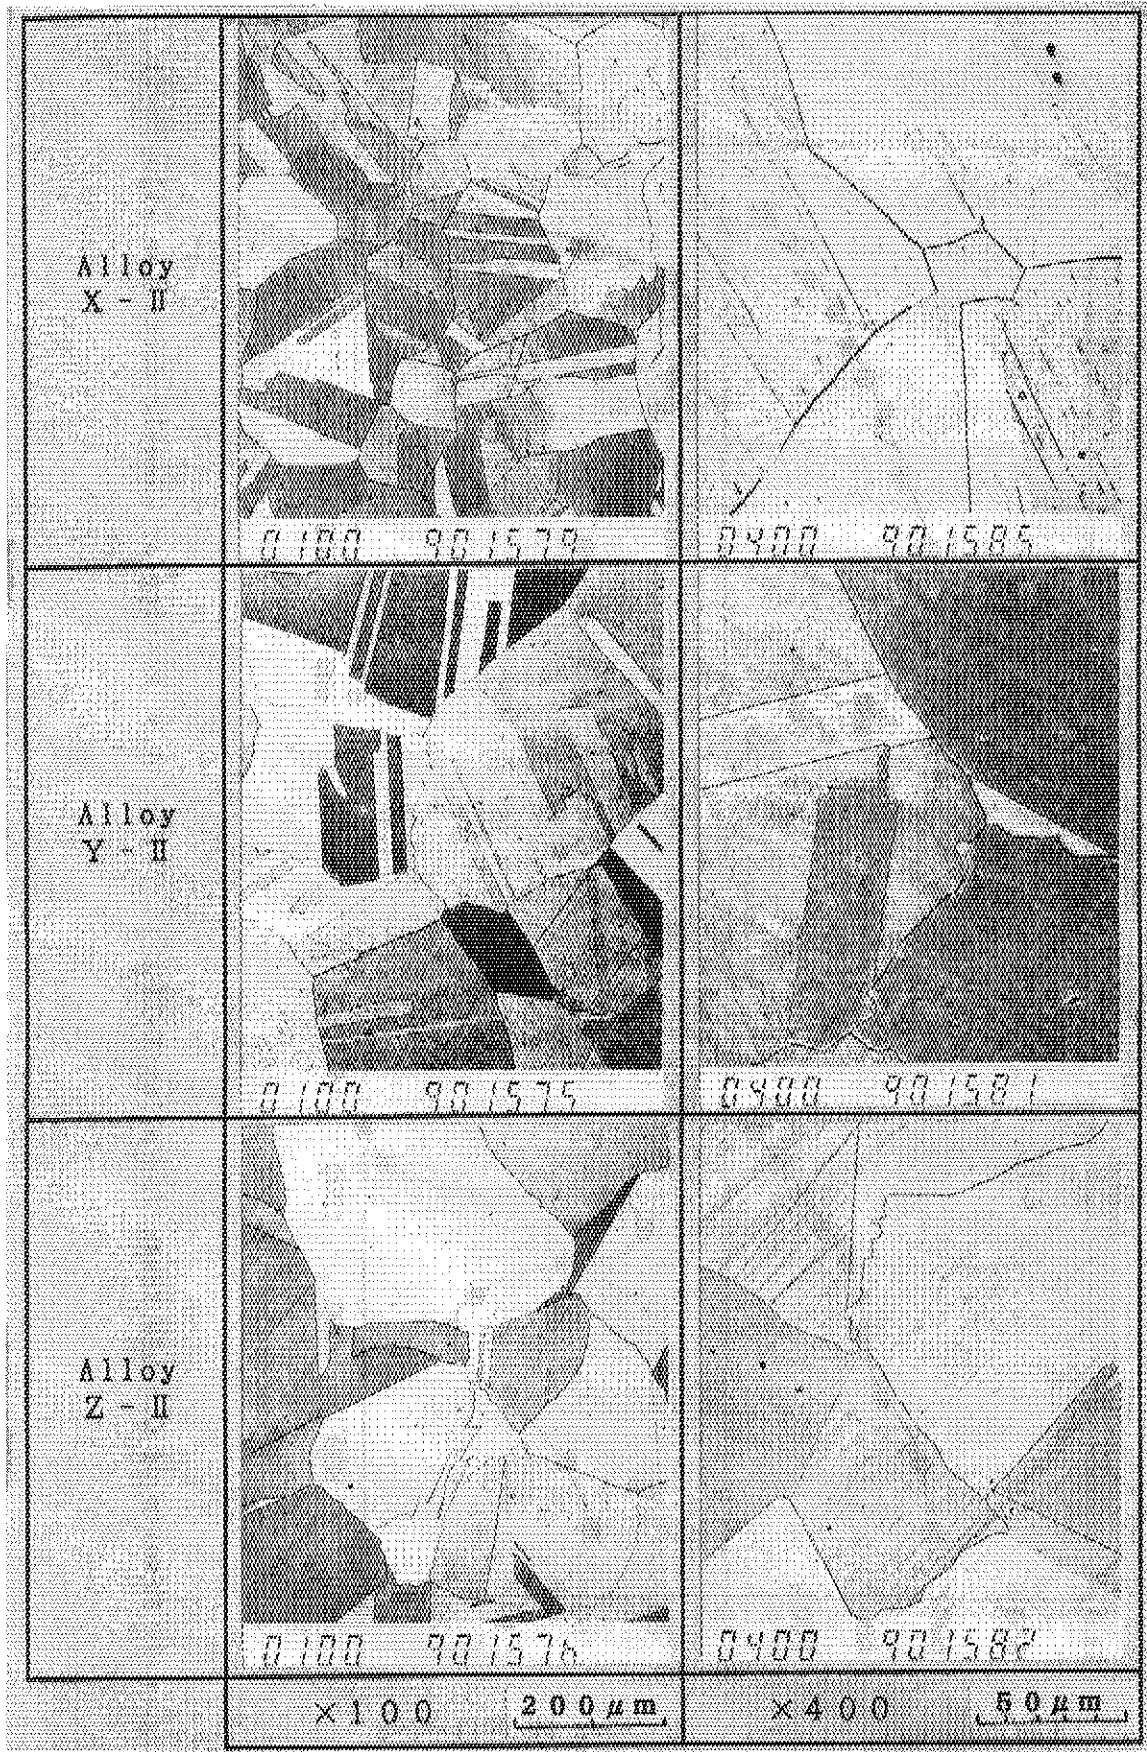 Alloy
X - Ⅱ
0100 901579
0400 901585
Alloy
Y - Ⅱ
0100 901575
0400 901581
Alloy
Z - Ⅱ
0100 901576
0400 901582
×100
200μm
×400
50μm